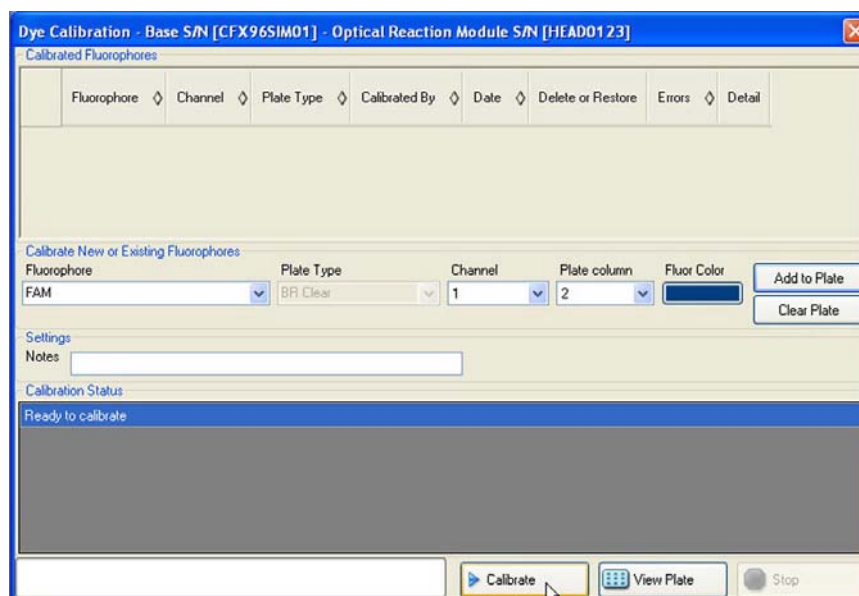 Dye Calibration - Base S/N [CFX96SIM01] - Optical Reaction Module S/N [HEAD0123]
Calibrated Fluorophores
Fluorophore Channel Plate Type Calibrated By Date Delete or Restore Errors Detail
Calibrate New or Existing Fluorophores
Fluorophore Plate Type Channel Plate column Fluor Color
FAM BR Clear 1 2 Add to Plate
Clear Plate
Settings
Notes
Calibration Status
Ready to calibrate
Calibrate View Plate Stop